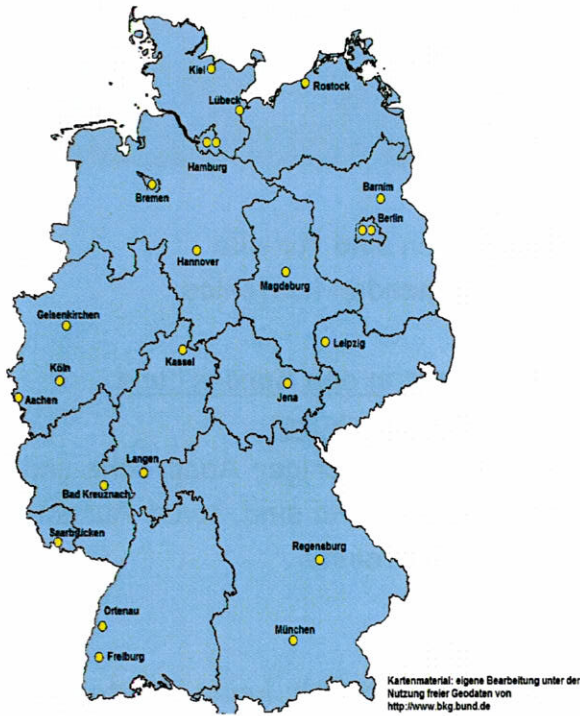 Kiel
Rostock
Lübeck
Hamburg
Bremen
Barnim
Berlin
Hannover
Magdeburg
Gelsenkirchen
Leipzig
Kassel
Köln
Jena
Aachen
Langen
Bad Kreuznach
Saarbrücken
Regensburg
Ortenau
München
Freiburg
Kartenmaterial: eigene Bearbeitung unter der
Nutzung freier Geodaten von
http://www.bkg.bund.de